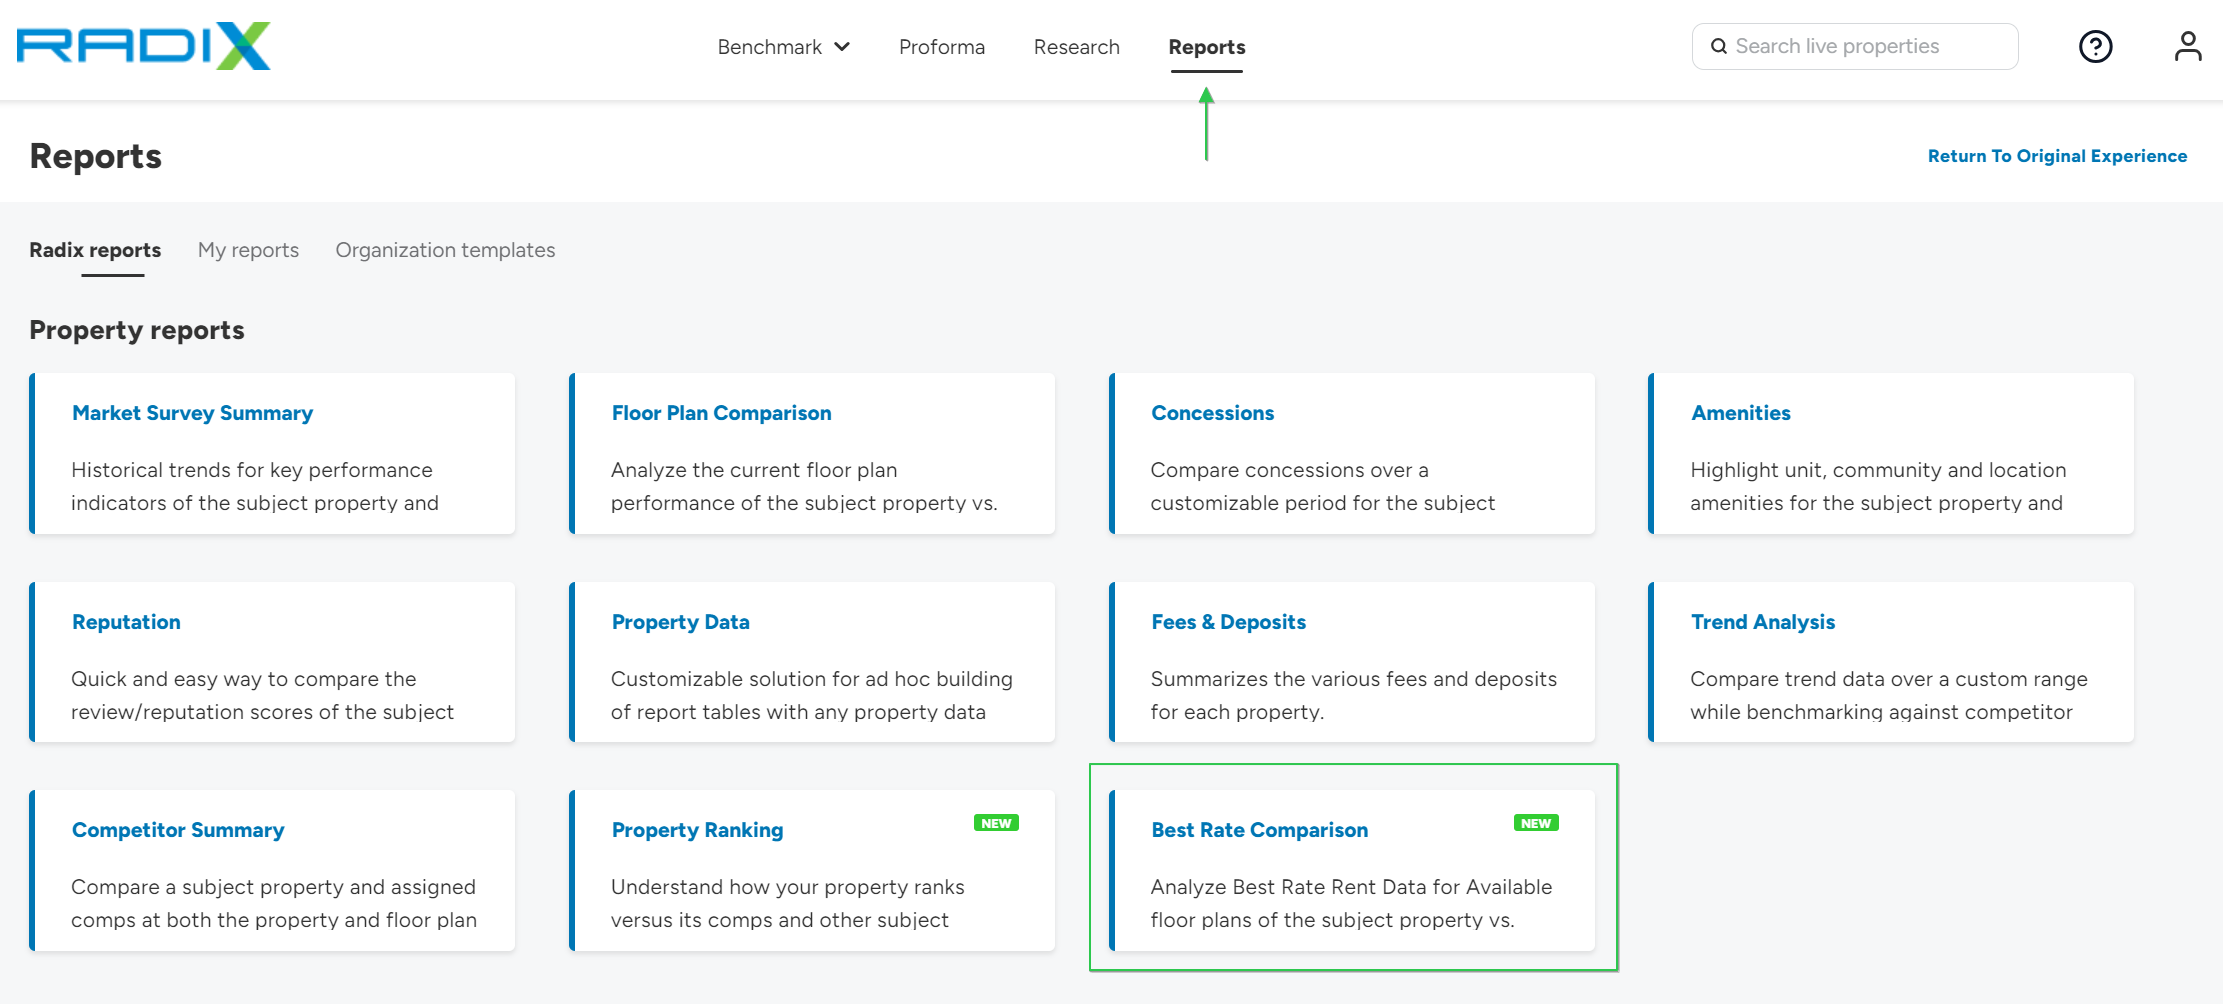 RADIX
Benchmark
Proforma
Research
Reports
Search live properties
Reports
Return To Original Experience
Radix reports
My reports
Organization templates
Property reports
Market Survey Summary
Historical trends for key performance
indicators of the subject property and
Floor Plan Comparison
Analyze the current floor plan
performance of the subject property vs.
Concessions
Compare concessions over a
customizable period for the subject
Amenities
Highlight unit, community and location
amenities for the subject property and
Reputation
Quick and easy way to compare the
review/reputation scores of the subject
Property Data
Customizable solution for ad hoc building
of report tables with any property data
Fees & Deposits
Summarizes the various fees and deposits
for each property.
Trend Analysis
Compare trend data over a custom range
while benchmarking against competitor
Competitor Summary
Compare a subject property and assigned
comps at both the property and floor plan
Property Ranking
NEW
Understand how your property ranks
versus its comps and other subject
Best Rate Comparison
NEW
Analyze Best Rate Rent Data for Available
floor plans of the subject property vs.